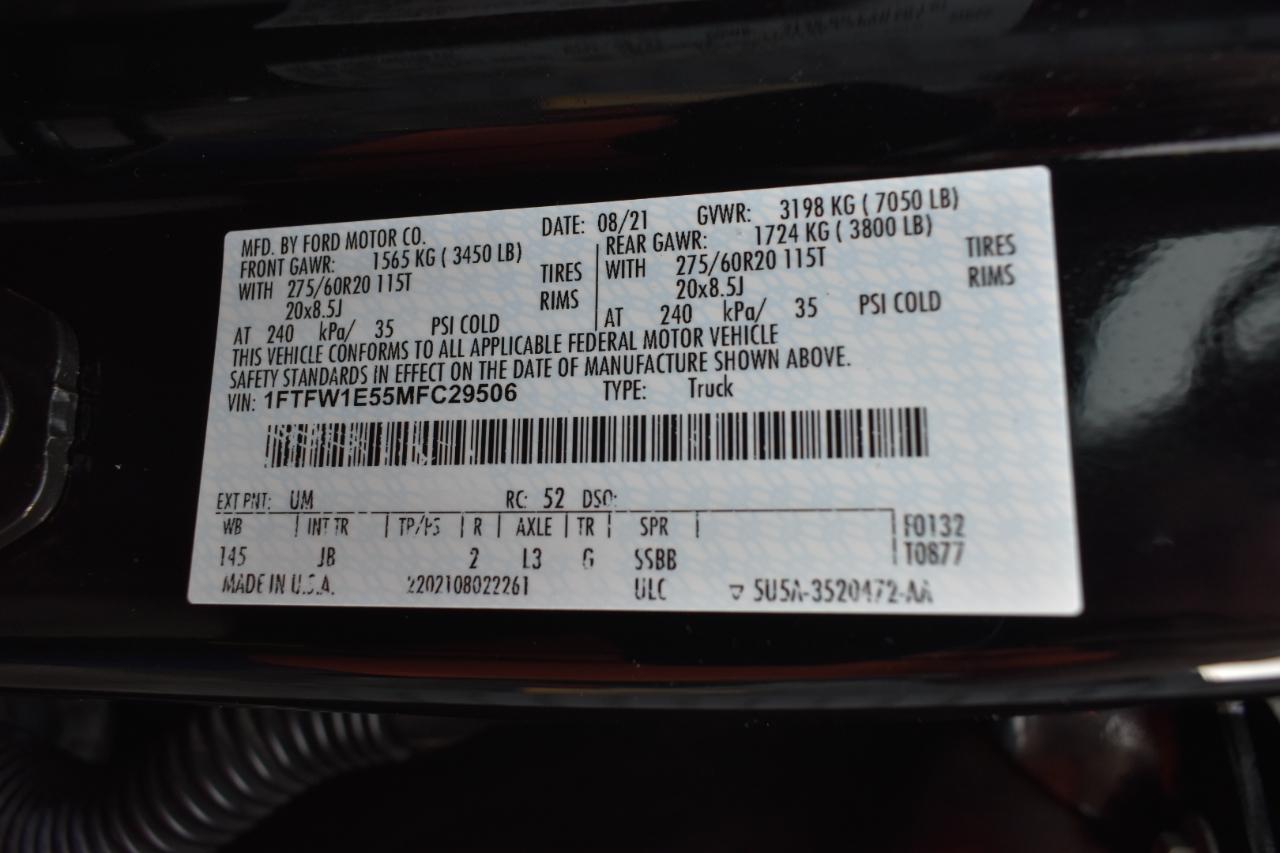 MFD. BY FORD MOTOR CO. DATE: 08/21 GVWR: 3198 KG ( 7050 LB)
FRONT GAWR: 1565 KG ( 3450 LB) REAR GAWR: 1724 KG ( 3800 LB)
WITH 275/60R20 115T TIRES WITH 275/60R20 115T TIRES
20x8.5J RIMS 20x8.5J RIMS
AT 240 kPa/ 35 PSI COLD AT 240 kPa/ 35 PSI COLD
THIS VEHICLE CONFORMS TO ALL APPLICABLE FEDERAL MOTOR VEHICLE
SAFETY STANDARDS IN EFFECT ON THE DATE OF MANUFACTURE SHOWN ABOVE.
VIN: 1FTFW1E55MFC29506 TYPE: Truck
EXT PNT: UM RC: 52 DSO:
WB INT TR TP/PS R AXLE TR SPR F0132
145 JB 2 L3 G SSBB T0877
MADE IN U.S.A. 2202108022261 ULC 5U5A-3520472-AA